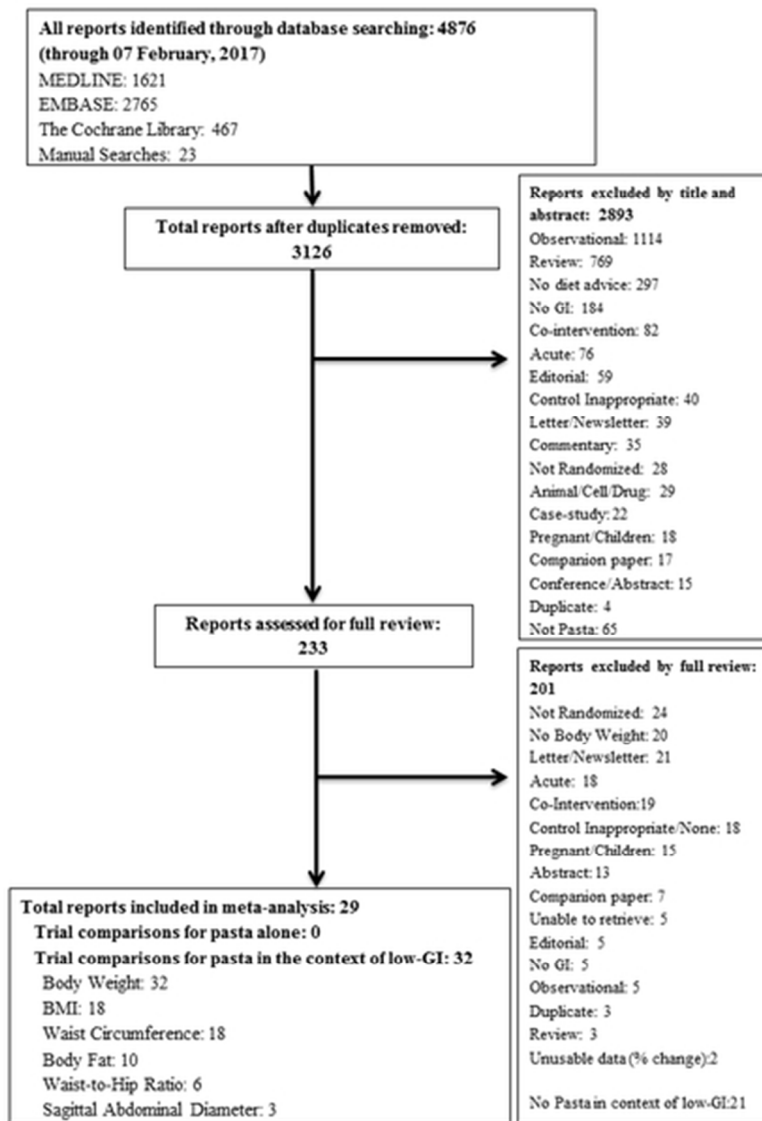 All reports identified through database searching: 4876
(through 07 February, 2017)
MEDLINE: 1621
EMBASE: 2765
The Cochrane Library: 467
Manual Searches: 23
Total reports after duplicates removed:
3126
Reports excluded by title and
abstract: 2893
Observational: 1114
Review: 769
No diet advice: 297
No GI: 184
Co-intervention: 82
Acute: 76
Editorial: 59
Control Inappropriate: 40
Letter/Newsletter: 39
Commentary: 35
Not Randomized: 28
Animal/Cell/Drug: 29
Case-study: 22
Pregnant/Children: 18
Companion paper: 17
Conference/Abstract: 15
Duplicate: 4
Not Pasta: 65
Reports assessed for full review:
233
Reports excluded by full review:
201
Not Randomized: 24
No Body Weight: 20
Letter/Newsletter: 21
Acute: 18
Co-Intervention:19
Control Inappropriate/None: 18
Pregnant/Children: 15
Abstract: 13
Companion paper: 7
Unable to retrieve: 5
Editorial: 5
No GI: 5
Observational: 5
Duplicate: 3
Review: 3
Unusable data (% change):2
No Pasta in context of low-GI:21
Total reports included in meta-analysis: 29
Trial comparisons for pasta alone: 0
Trial comparisons for pasta in the context of low-GI: 32
Body Weight: 32
BMI: 18
Waist Circumference: 18
Body Fat: 10
Waist-to-Hip Ratio: 6
Sagittal Abdominal Diameter: 3